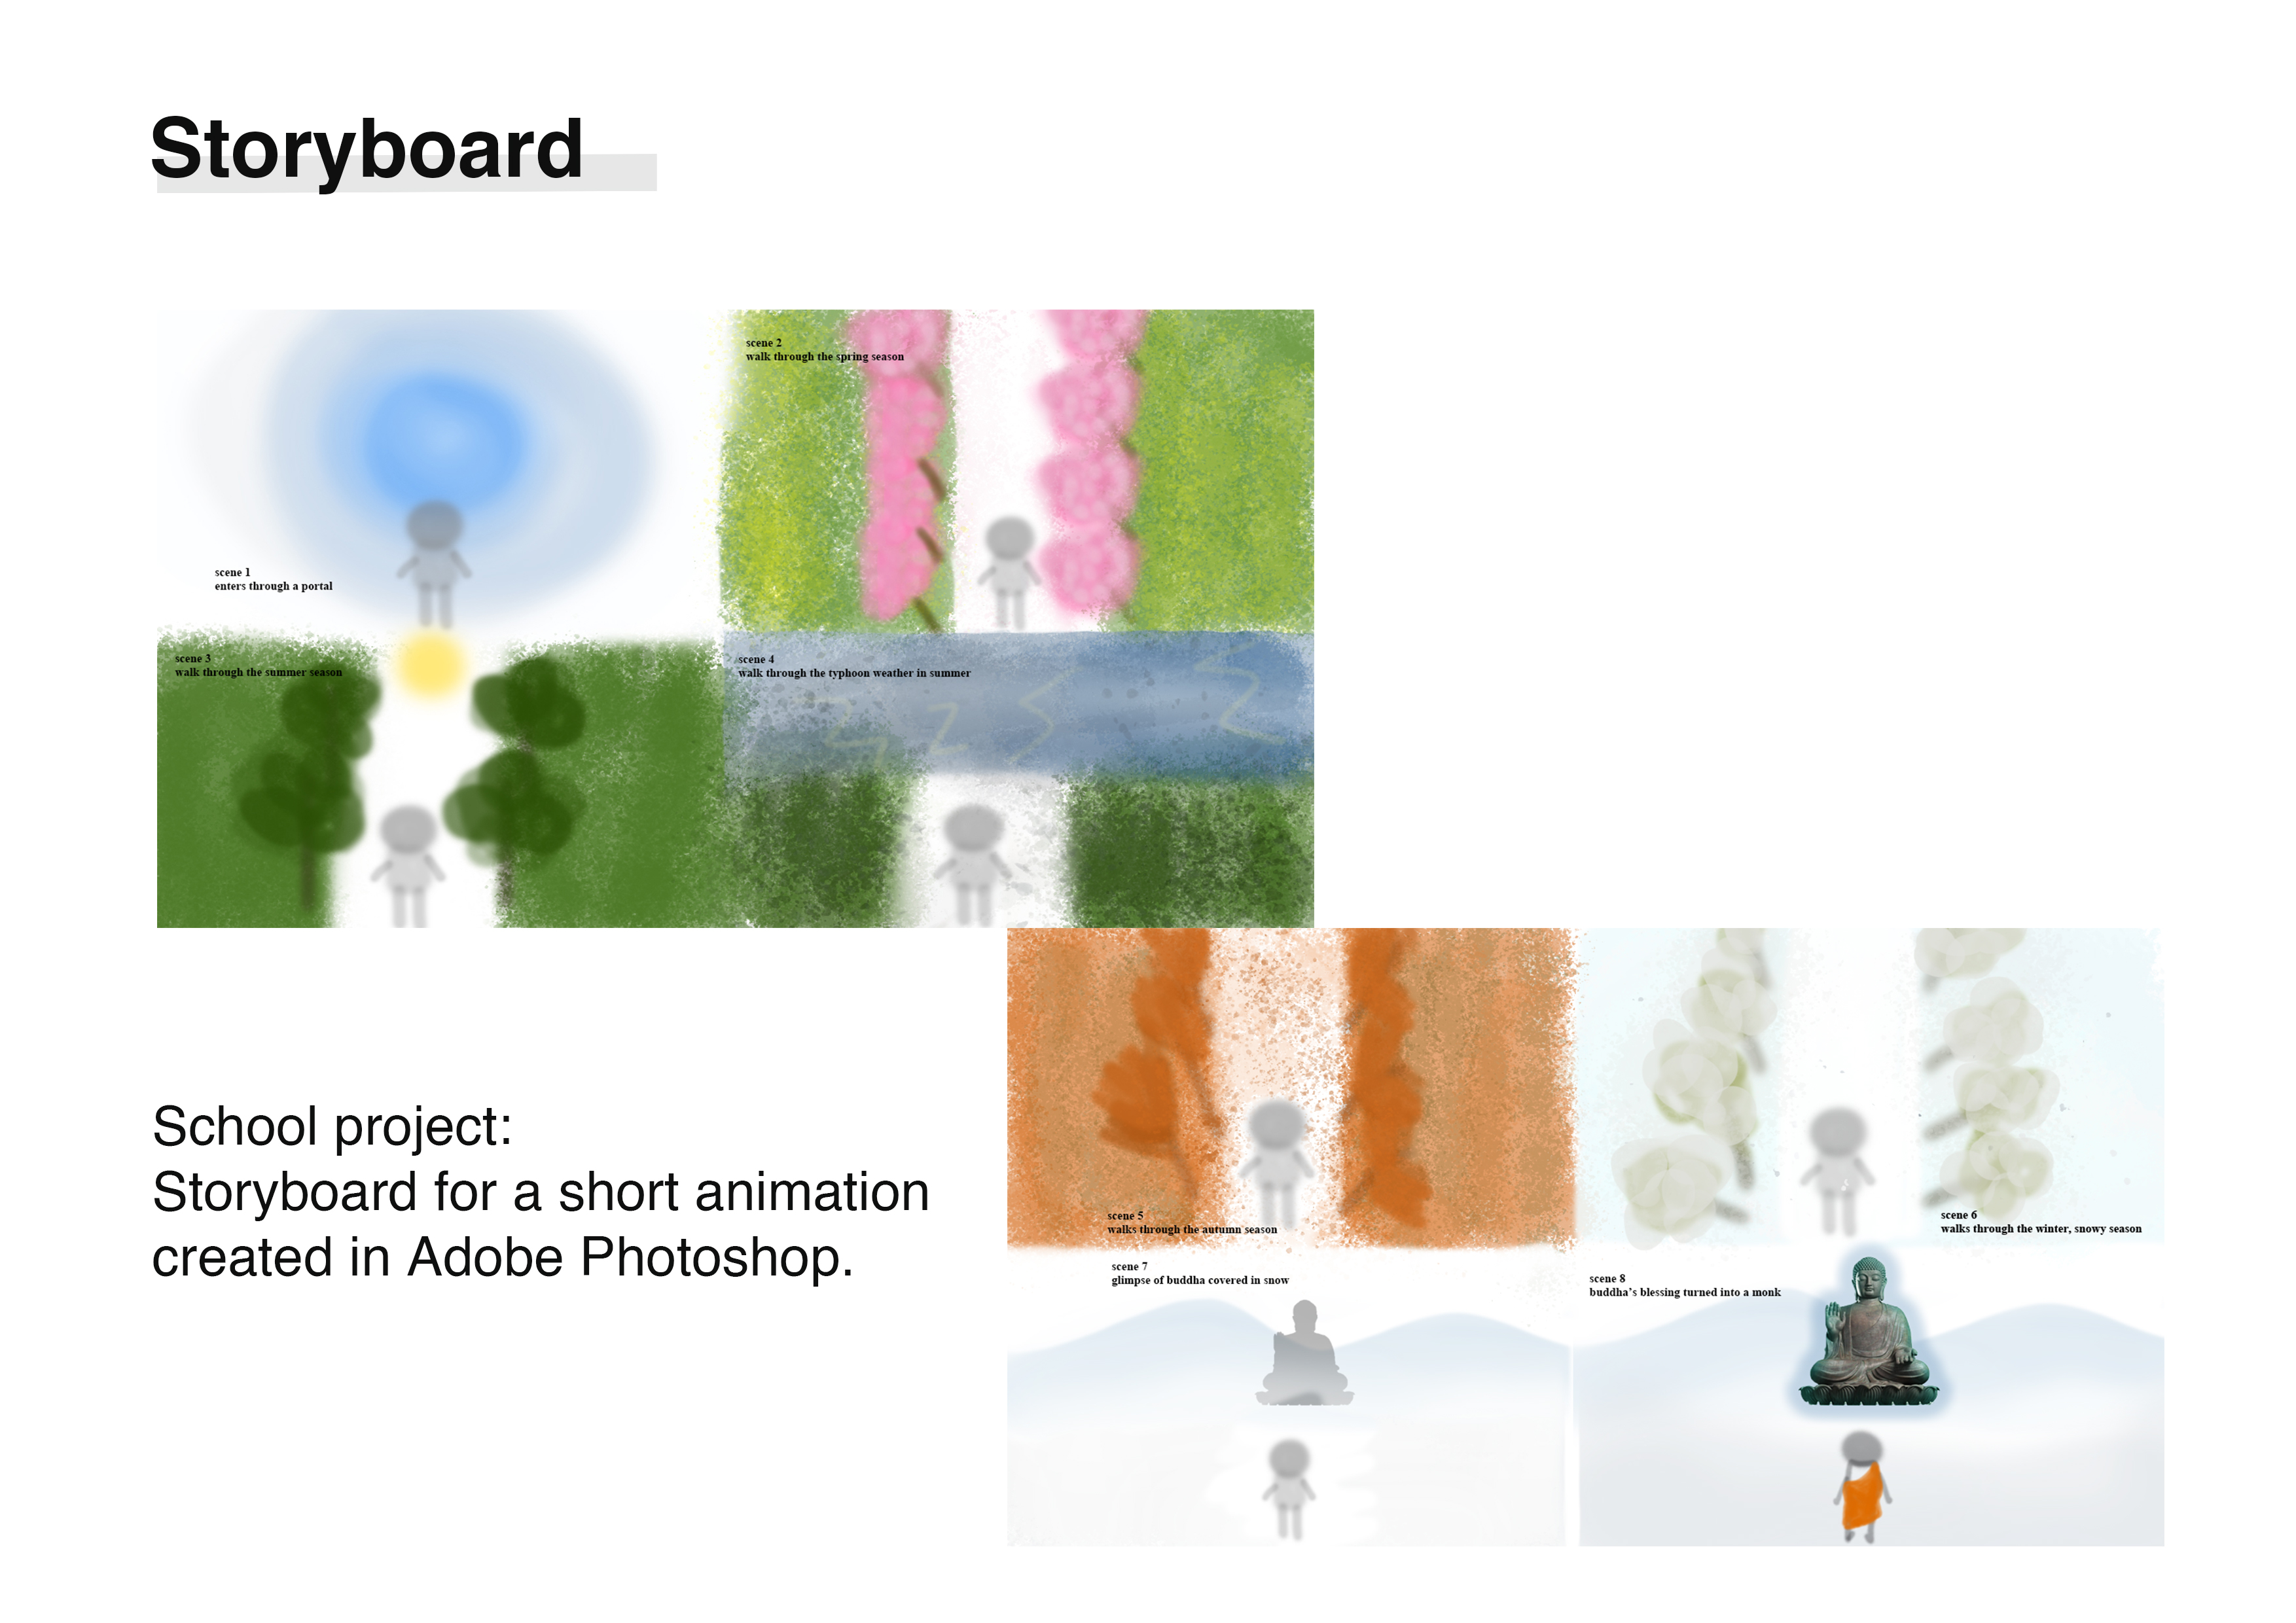 Storyboard
scene 1
enters through a portal
scene 2
walk through the spring season
scene 3
walk through the summer season
scene 4
walk through the typhoon weather in summer
School project:
Storyboard for a short animation
created in Adobe Photoshop.
scene 5
walks through the autumn season
scene 6
walks through the winter, snowy season
scene 7
glimpse of buddha covered in snow
scene 8
buddha's blessing turned into a monk